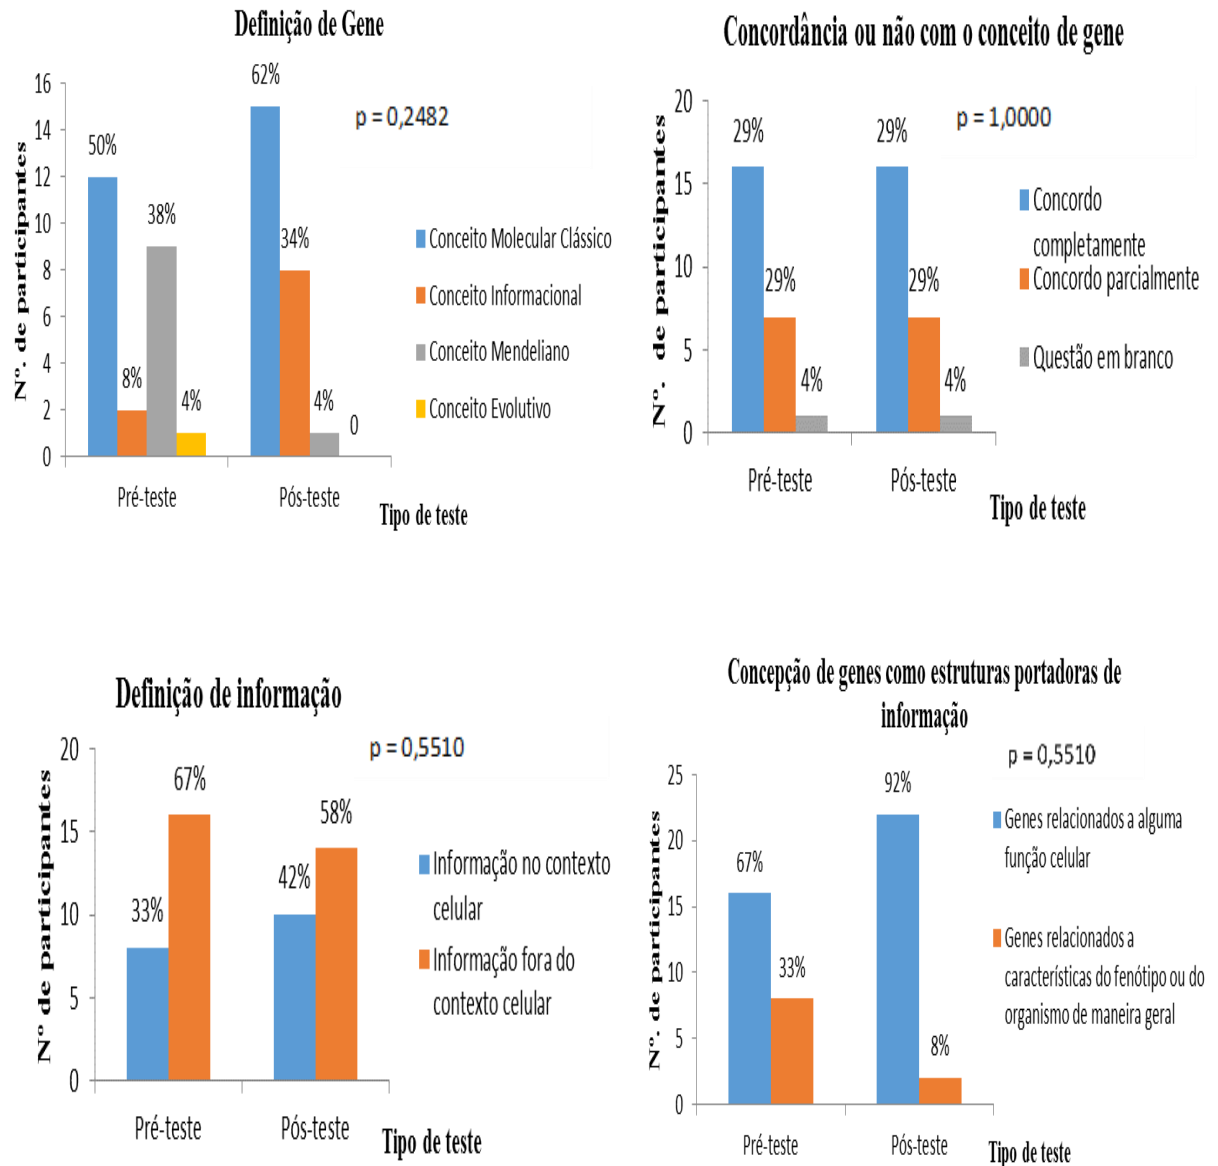 Definição de Gene
Nº. de participantes
16
14
12
10
8
6
4
2
0
50%
8%
38%
4%
62%
34%
4%
0
p = 0,2482
Conceito Molecular Clássico
Conceito Informacional
Conceito Mendeliano
Conceito Evolutivo
Pré-teste
Pós-teste
Tipo de teste
Concordância ou não com o conceito de gene
Nº. de participantes
20
15
10
5
0
29%
29%
4%
29%
29%
4%
p = 1,0000
Concordo
completamente
Concordo parcialmente
Questão em branco
Pré-teste
Pós-teste
Tipo de teste
Definição de informação
Nº de participantes
20
15
10
5
0
33%
67%
42%
58%
p = 0,5510
Informação no contexto
celular
Informação fora do
contexto celular
Pré-teste
Pós-teste
Tipo de teste
Concepção de genes como estruturas portadoras de
informação
Nº. de participantes
25
20
15
10
5
0
67%
33%
92%
8%
p = 0,5510
Genes relacionados a alguma
função celular
Genes relacionados a
características do fenótipo ou do
organismo de maneira geral
Pré-teste
Pós-teste
Tipo de teste